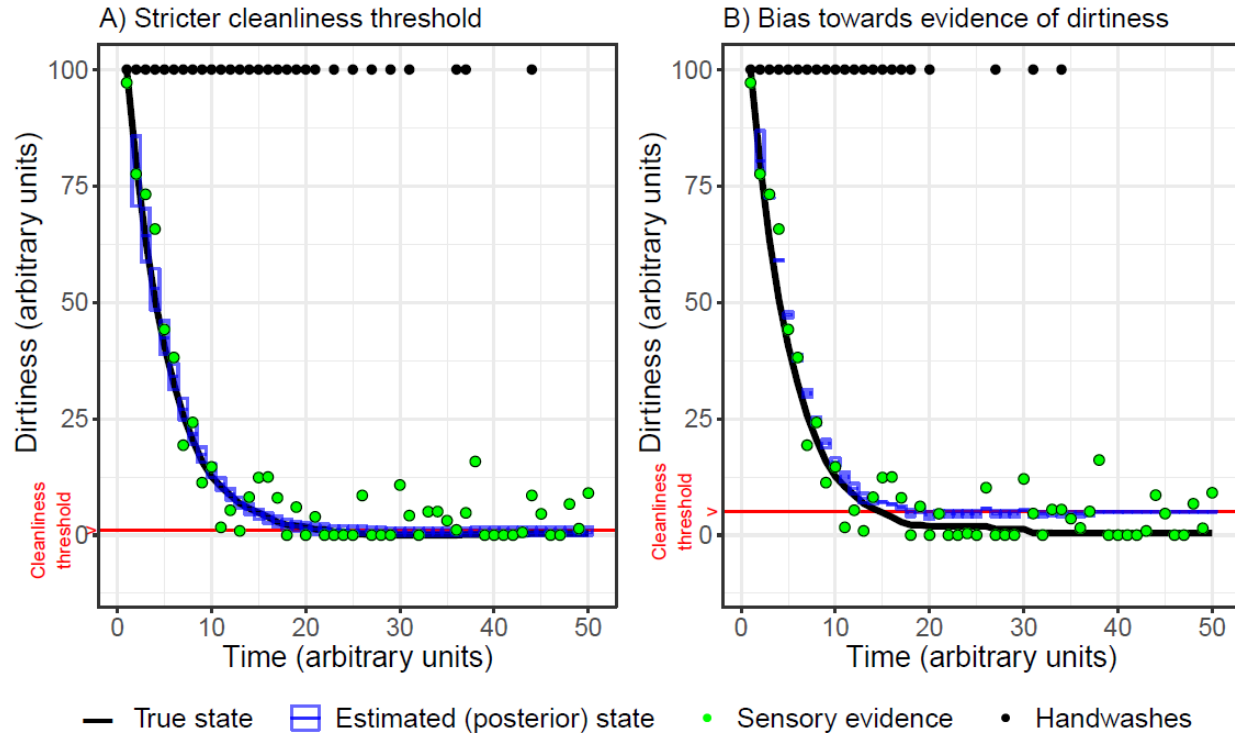 A) Stricter cleanliness threshold
B) Bias towards evidence of dirtiness
Dirtiness (arbitrary units)
100
75
50
25
0
Cleanliness
threshold
>
0
10
20
30
40
50
Time (arbitrary units)
Dirtiness (arbitrary units)
100
75
50
25
0
Cleanliness
threshold
>
0
10
20
30
40
50
Time (arbitrary units)
True state
Estimated (posterior) state
Sensory evidence
Handwashes